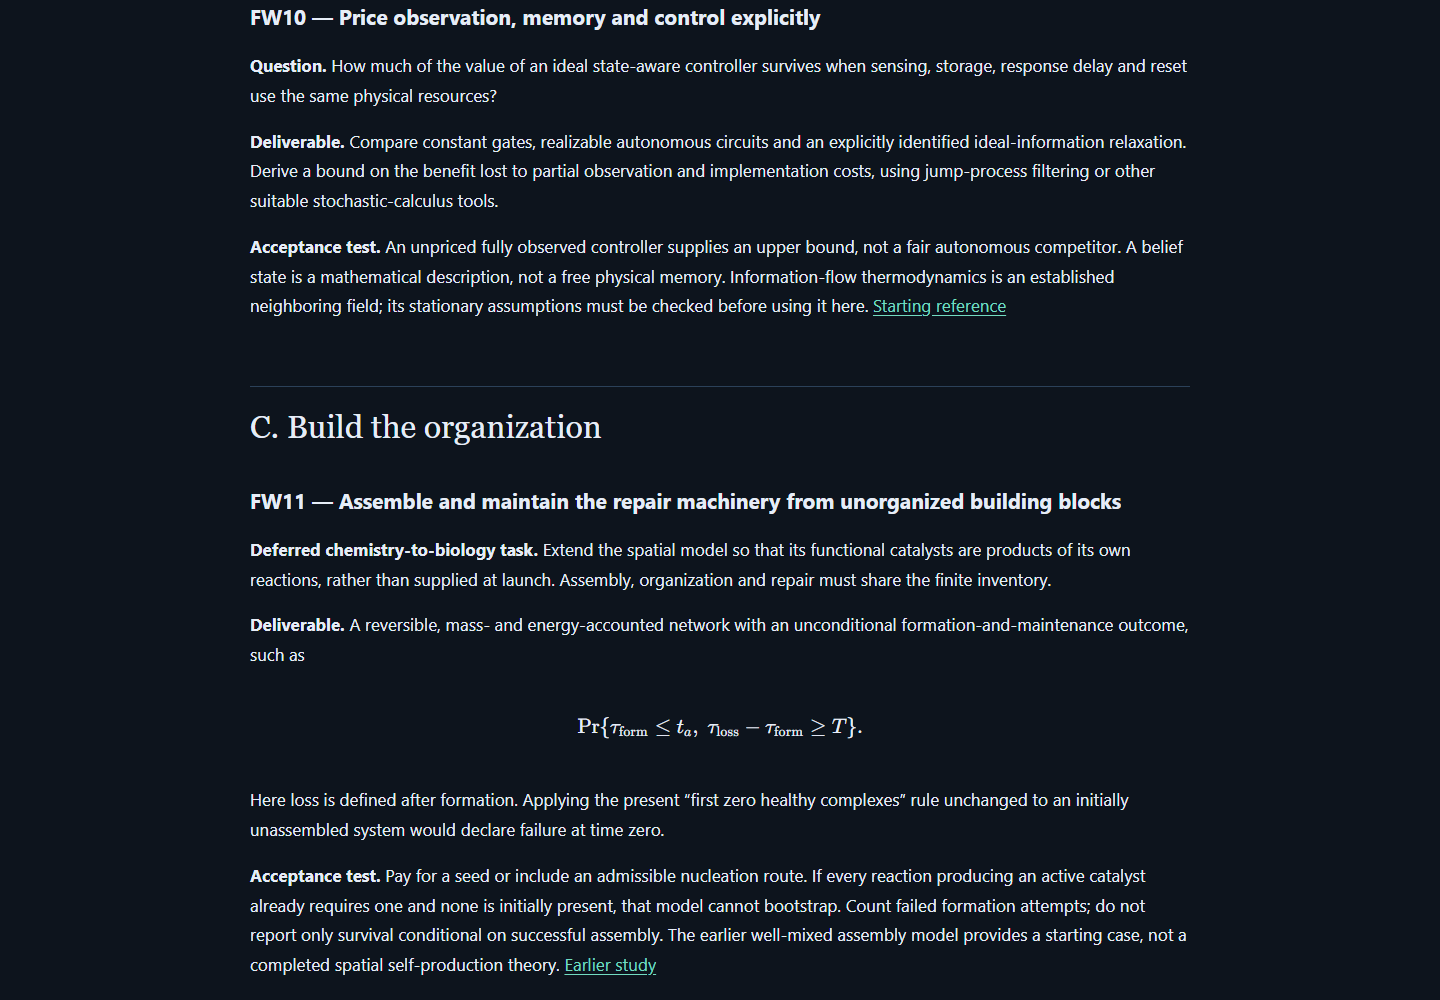 FW10 — Price observation, memory and control explicitly
Question. How much of the value of an ideal state-aware controller survives when sensing, storage, response delay and reset
use the same physical resources?
Deliverable. Compare constant gates, realizable autonomous circuits and an explicitly identified ideal-information relaxation.
Derive a bound on the benefit lost to partial observation and implementation costs, using jump-process filtering or other
suitable stochastic-calculus tools.
Acceptance test. An unpriced fully observed controller supplies an upper bound, not a fair autonomous competitor. A belief
state is a mathematical description, not a free physical memory. Information-flow thermodynamics is an established
neighboring field; its stationary assumptions must be checked before using it here. Starting reference
C. Build the organization
FW11 — Assemble and maintain the repair machinery from unorganized building blocks
Deferred chemistry-to-biology task. Extend the spatial model so that its functional catalysts are products of its own
reactions, rather than supplied at launch. Assembly, organization and repair must share the finite inventory.
Deliverable. A reversible, mass- and energy-accounted network with an unconditional formation-and-maintenance outcome,
such as
Pr{τ_form ≤ t_a, τ_loss − τ_form ≥ T}.
Here loss is defined after formation. Applying the present “first zero healthy complexes” rule unchanged to an initially
unassembled system would declare failure at time zero.
Acceptance test. Pay for a seed or include an admissible nucleation route. If every reaction producing an active catalyst
already requires one and none is initially present, that model cannot bootstrap. Count failed formation attempts; do not
report only survival conditional on successful assembly. The earlier well-mixed assembly model provides a starting case, not a
completed spatial self-production theory. Earlier study